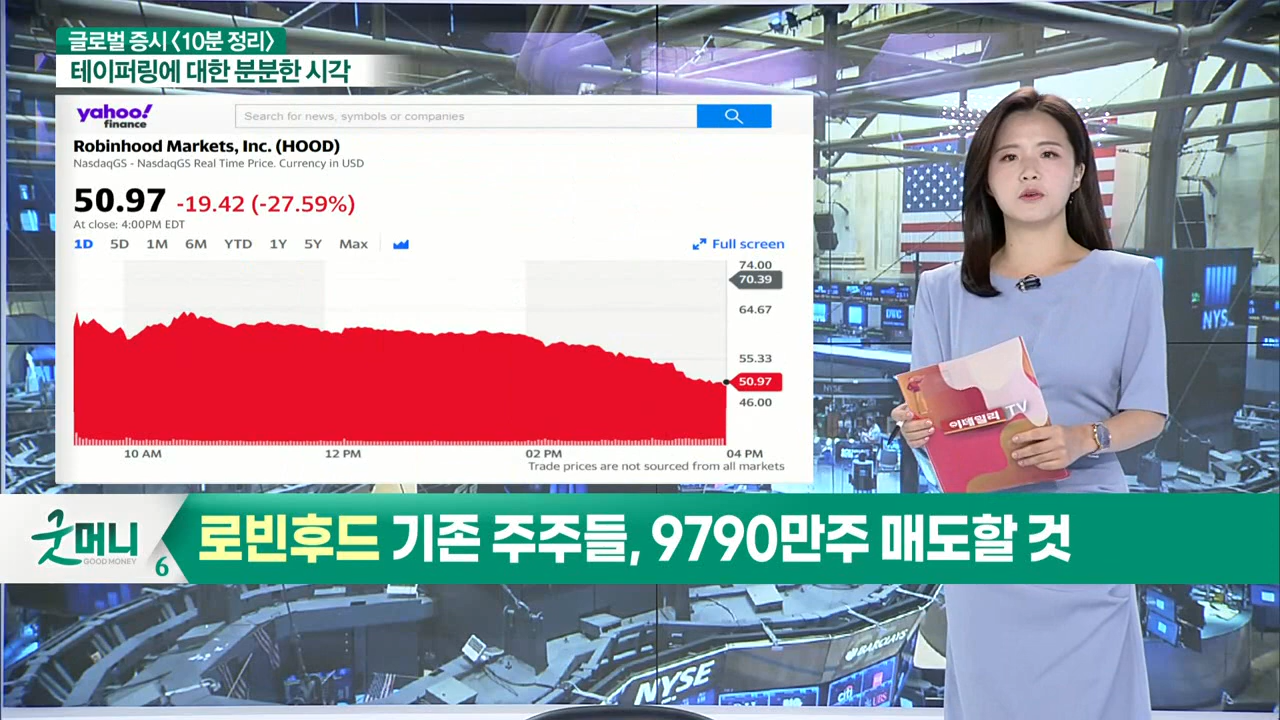 글로벌 증시 <10분 정리>
테이퍼링에 대한 분분한 시각
yahoo!
finance
Search for news, symbols or companies
Robinhood Markets, Inc. (HOOD)
NasdaqGS - NasdaqGS Real Time Price. Currency in USD
50.97 -19.42 (-27.59%)
At close: 4:00PM EDT
1D 5D 1M 6M YTD 1Y 5Y Max
Full screen
74.00
70.39
64.67
55.33
50.97
46.00
10 AM 12 PM 02 PM 04 PM
Trade prices are not sourced from all markets
이데일리 TV
NYS
NYSE
굿머니
GOOD MONEY
6
로빈후드 기존 주주들, 9790만주 매도할 것
NYSE
BARCLAYS
citi
UBS